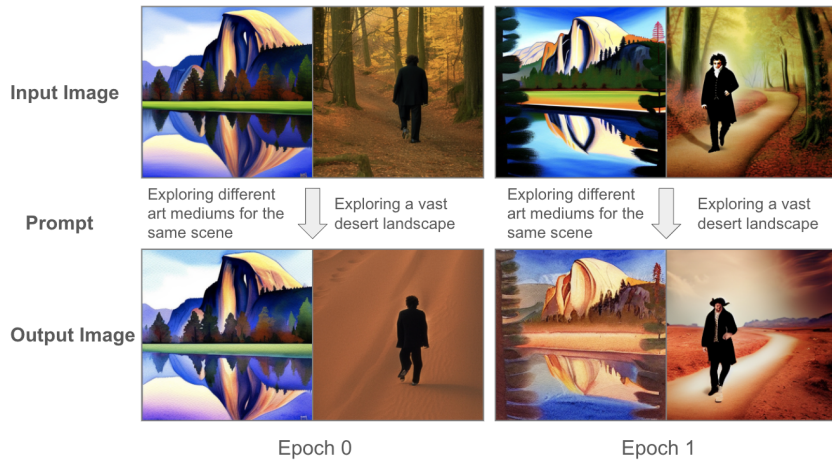 Input Image
Exploring different
art mediums for the
same scene
Exploring a vast
desert landscape
Exploring different
art mediums for the
same scene
Exploring a vast
desert landscape
Prompt
Output Image
Epoch 0
Epoch 1